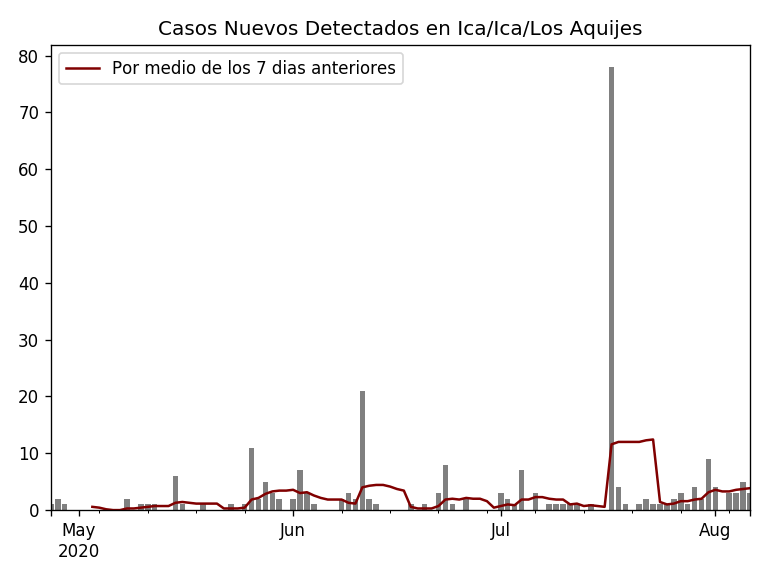 Casos Nuevos Detectados en Ica/Ica/Los Aquijes
Por medio de los 7 dias anteriores
80
70
60
50
40
30
20
10
0
May
2020
Jun
Jul
Aug